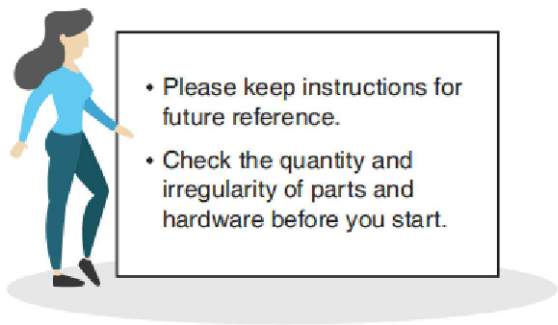 • Please keep instructions for
future reference.
• Check the quantity and
irregularity of parts and
hardware before you start.